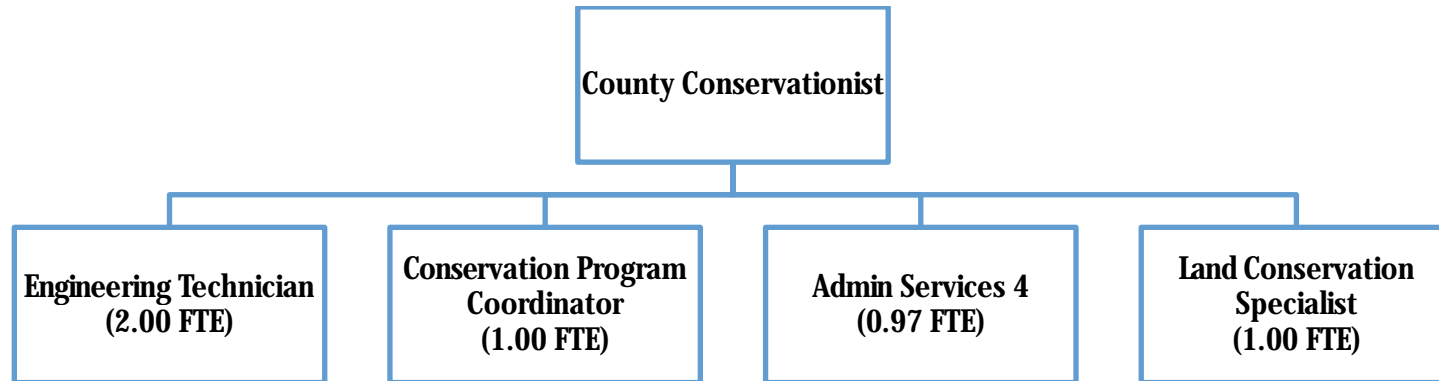 County Conservationist
Engineering Technician
(2.00 FTE)
Conservation Program
Coordinator
(1.00 FTE)
Admin Services 4
(0.97 FTE)
Land Conservation
Specialist
(1.00 FTE)